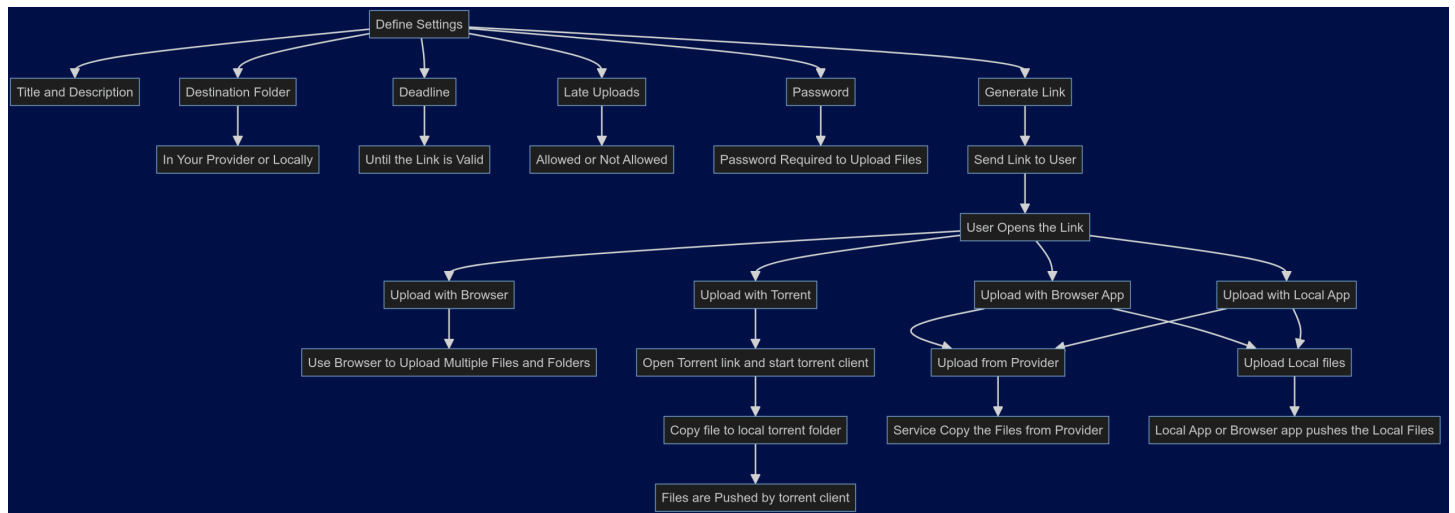 Define Settings
Title and Description
Destination Folder
Deadline
Late Uploads
Password
Generate Link
In Your Provider or Locally
Until the Link is Valid
Allowed or Not Allowed
Password Required to Upload Files
Send Link to User
User Opens the Link
Upload with Browser
Upload with Torrent
Upload with Browser App
Upload with Local App
Use Browser to Upload Multiple Files and Folders
Open Torrent link and start torrent client
Upload from Provider
Upload Local files
Copy file to local torrent folder
Service Copy the Files from Provider
Local App or Browser app pushes the Local Files
Files are Pushed by torrent client